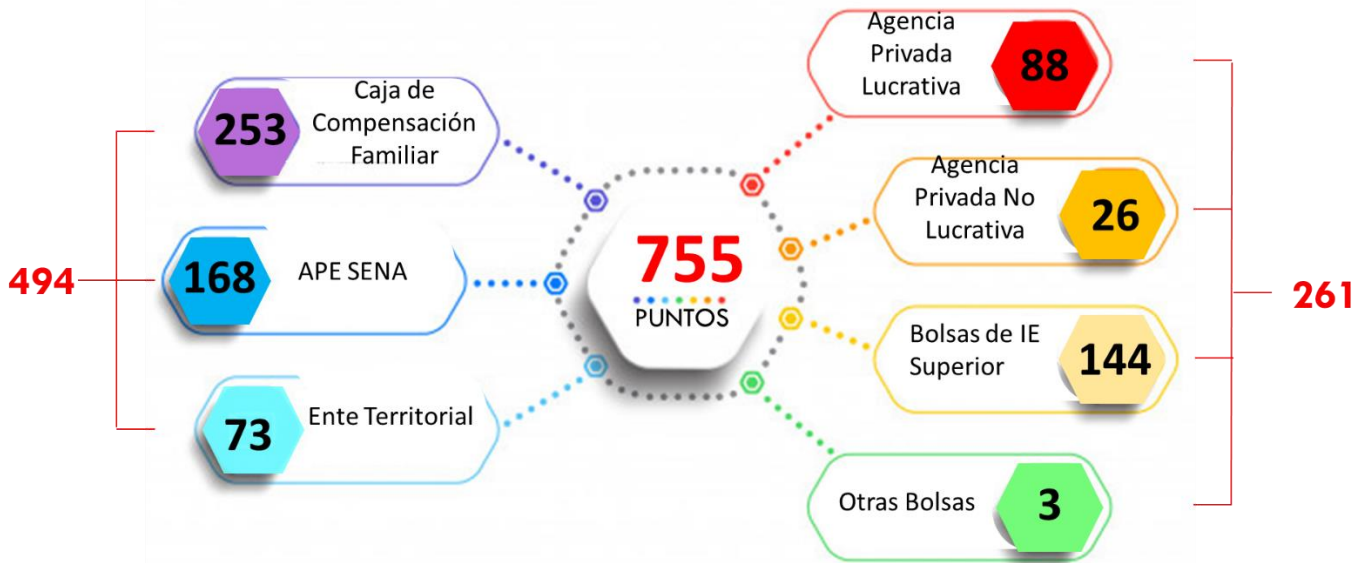 494
253
Caja de
Compensación
Familiar
168
APE SENA
73
Ente Territorial
755
PUNTOS
Agencia
Privada
Lucrativa
88
Agencia
Privada No
Lucrativa
26
Bolsas de IE
Superior
144
Otras Bolsas
3
261